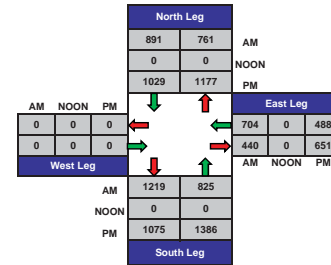 North Leg
891 761 AM
0 0 NOON
1029 1177 PM
AM NOON PM East Leg
0 0 0 704 0 488
0 0 0 440 0 651
West Leg AM NOON PM
AM 1219 825
NOON 0 0
PM 1075 1386
South Leg